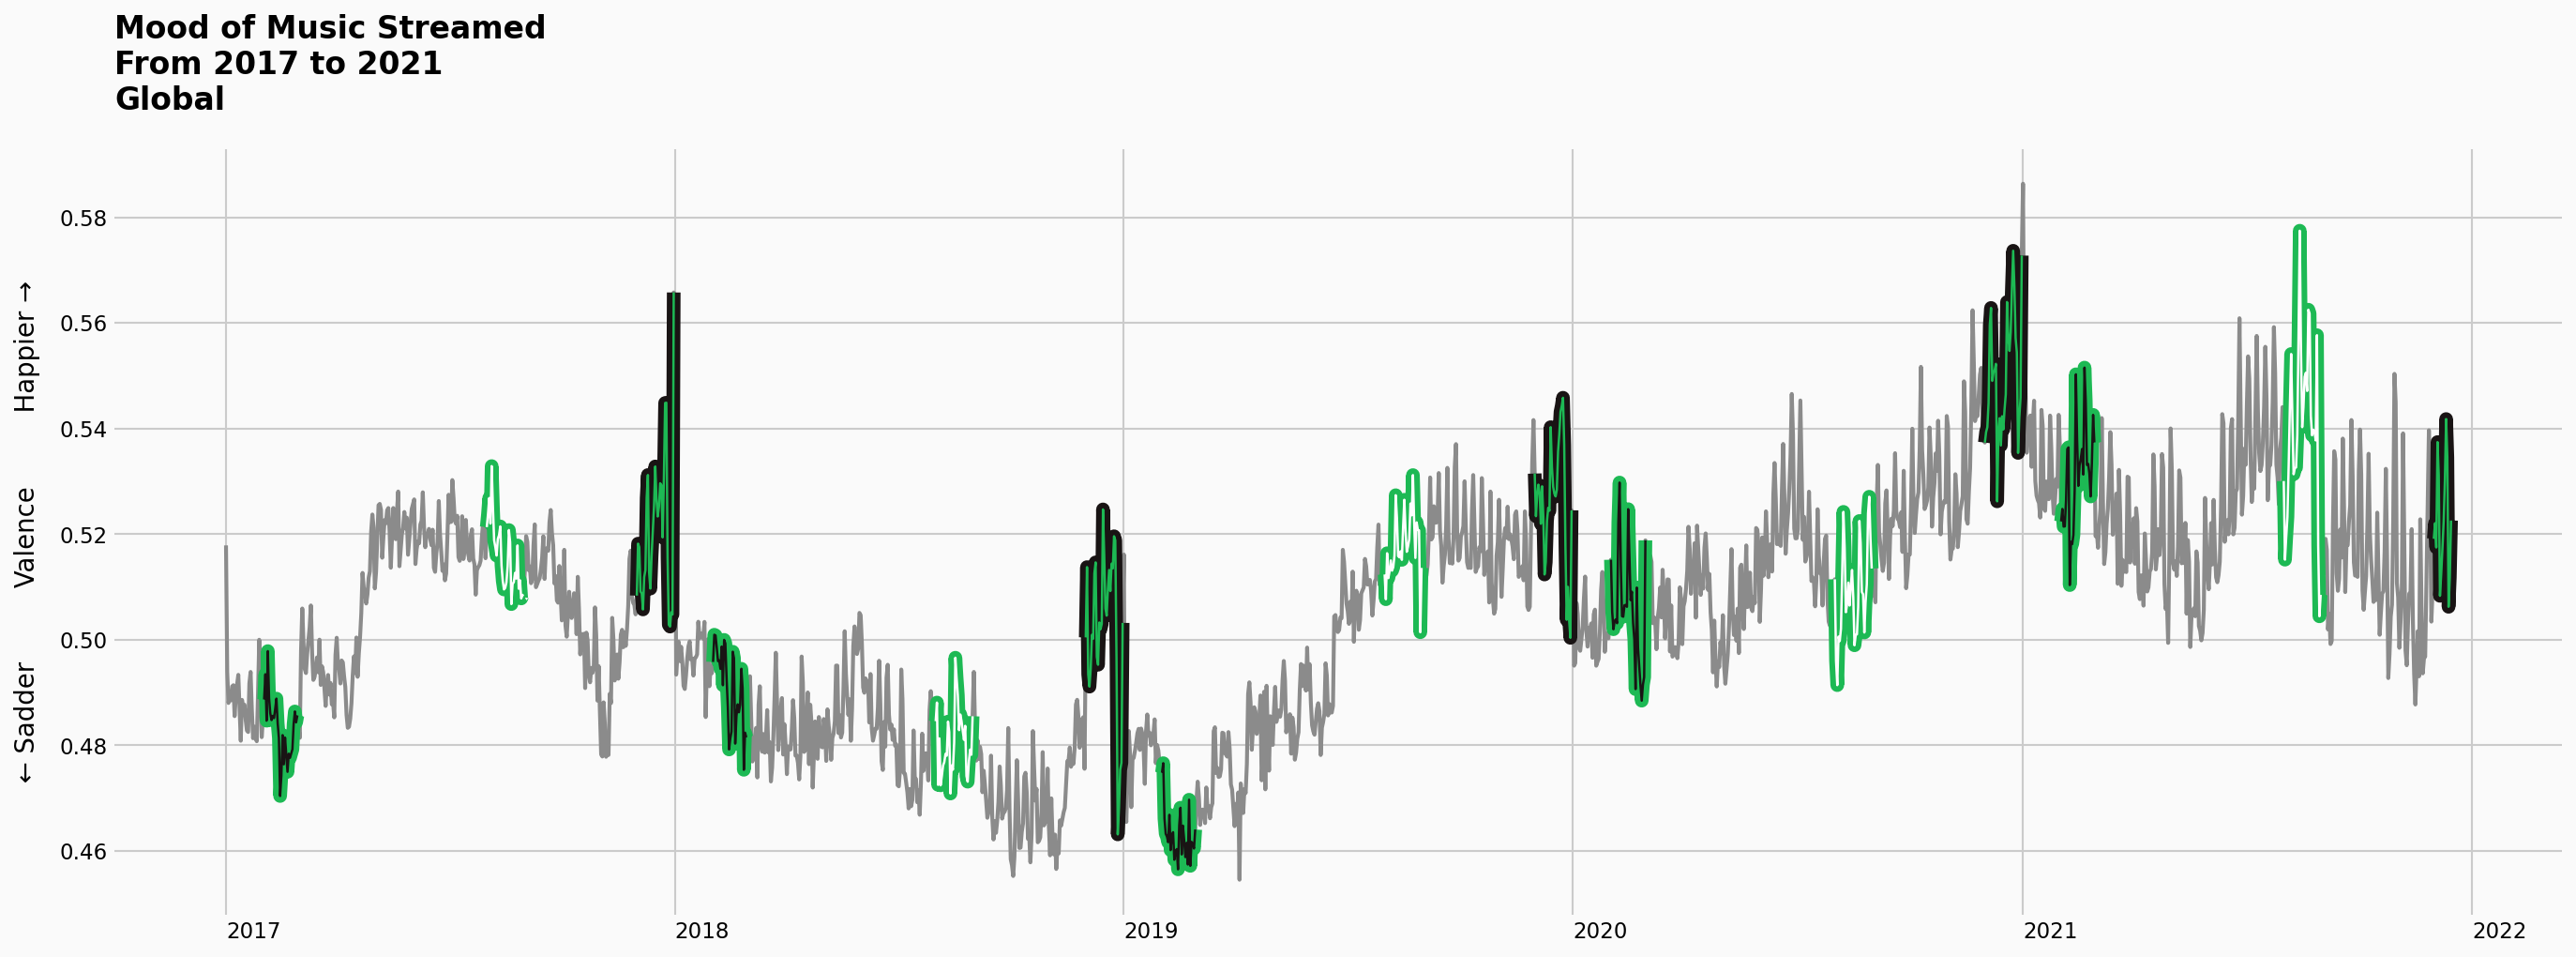 Mood of Music Streamed
From 2017 to 2021
Global
0.58
0.56
0.54
0.52
0.50
0.48
0.46
← Sadder
Valence
Happier →
2017
2018
2019
2020
2021
2022